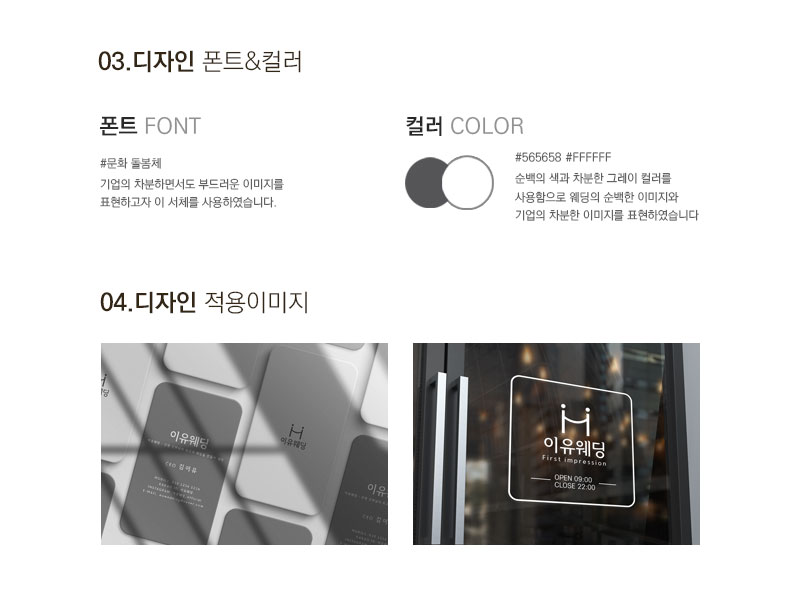 03.디자인 폰트&컬러
폰트 FONT
#문화 돌봄체
기업의 차분하면서도 부드러운 이미지를
표현하고자 이 서체를 사용하였습니다.
컬러 COLOR
#565658 #FFFFFF
순백의 색과 차분한 그레이 컬러를
사용함으로 웨딩의 순백한 이미지와
기업의 차분한 이미지를 표현하였습니다
04.디자인 적용이미지
이유웨딩
CEO
이유웨딩
이유웨딩
First impression
OPEN 09:00
CLOSE 22:00